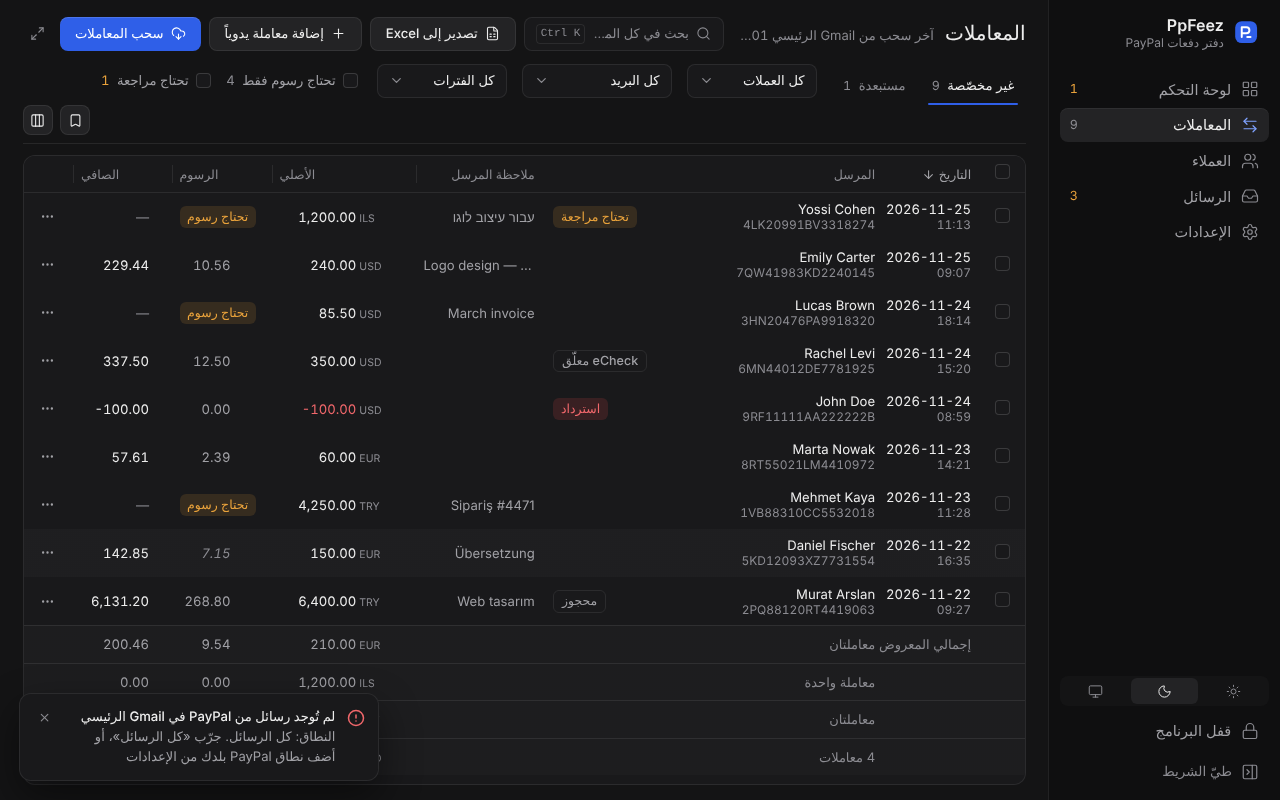 PpFeez
دفتر دفعات PayPal
لوحة التحكم 1
المعاملات 9
العملاء
الرسائل 3
الإعدادات
قفل البرنامج
طيّ الشريط
المعاملات آخر سحب من Gmail الرئيسي 01...
بحث في كل المـ... Ctrl K
تصدير إلى Excel
إضافة معاملة يدوياً
سحب المعاملات
غير مخصّصة 9 مستبعدة 1
كل العملات كل البريد كل الفترات
تحتاج رسوم فقط 4 تحتاج مراجعة 1
التاريخ المرسل ملاحظة المرسل الأصلي الرسوم الصافي
2026-11-25 Yossi Cohen تحتاج مراجعة עבור עיצוב לוגו 1,200.00 ILS تحتاج رسوم —
11:13 4LK20991BV3318274
2026-11-25 Emily Carter Logo design — ... 240.00 USD 10.56 229.44
09:07 7QW41983KD2240145
2026-11-24 Lucas Brown March invoice 85.50 USD تحتاج رسوم —
18:14 3HN20476PA9918320
2026-11-24 Rachel Levi eCheck معلّق 350.00 USD 12.50 337.50
15:20 6MN44012DE7781925
2026-11-24 John Doe استرداد -100.00 USD 0.00 -100.00
08:59 9RF11111AA222222B
2026-11-23 Marta Nowak 60.00 EUR 2.39 57.61
14:21 8RT55021LM4410972
2026-11-23 Mehmet Kaya Sipariş #4471 4,250.00 TRY تحتاج رسوم —
11:28 1VB88310CC5532018
2026-11-22 Daniel Fischer Übersetzung 150.00 EUR 7.15 142.85
16:35 5KD12093XZ7731554
2026-11-22 Murat Arslan محجوز Web tasarım 6,400.00 TRY 268.80 6,131.20
09:27 2PQ88120RT4419063
إجمالي المعروض معاملتان 210.00 EUR 9.54 200.46
معاملة واحدة 1,200.00 ILS 0.00 0.00
معاملتان
4 معاملات
لم تُوجد رسائل من PayPal في Gmail الرئيسي
النطاق: كل الرسائل. جرّب «كل الرسائل»، أو
أضف نطاق PayPal بلدك من الإعدادات